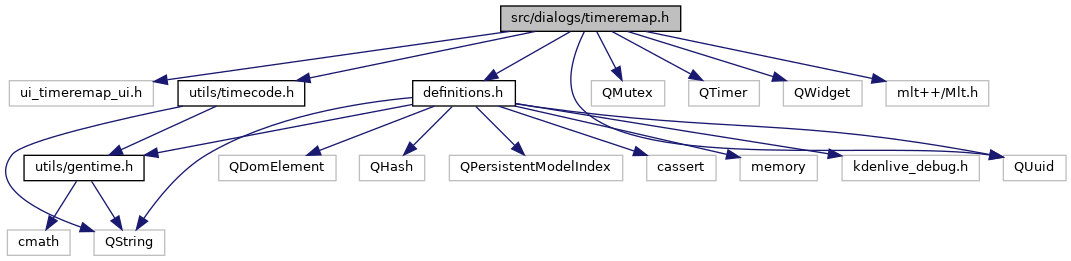 src/dialogs/timeremap.h
ui_timeremap_ui.h
utils/timecode.h
definitions.h
QMutex
QTimer
QWidget
mlt++/Mlt.h
utils/gentime.h
QDomElement
QHash
QPersistentModelIndex
cassert
memory
kdenlive_debug.h
QUuid
cmath
QString